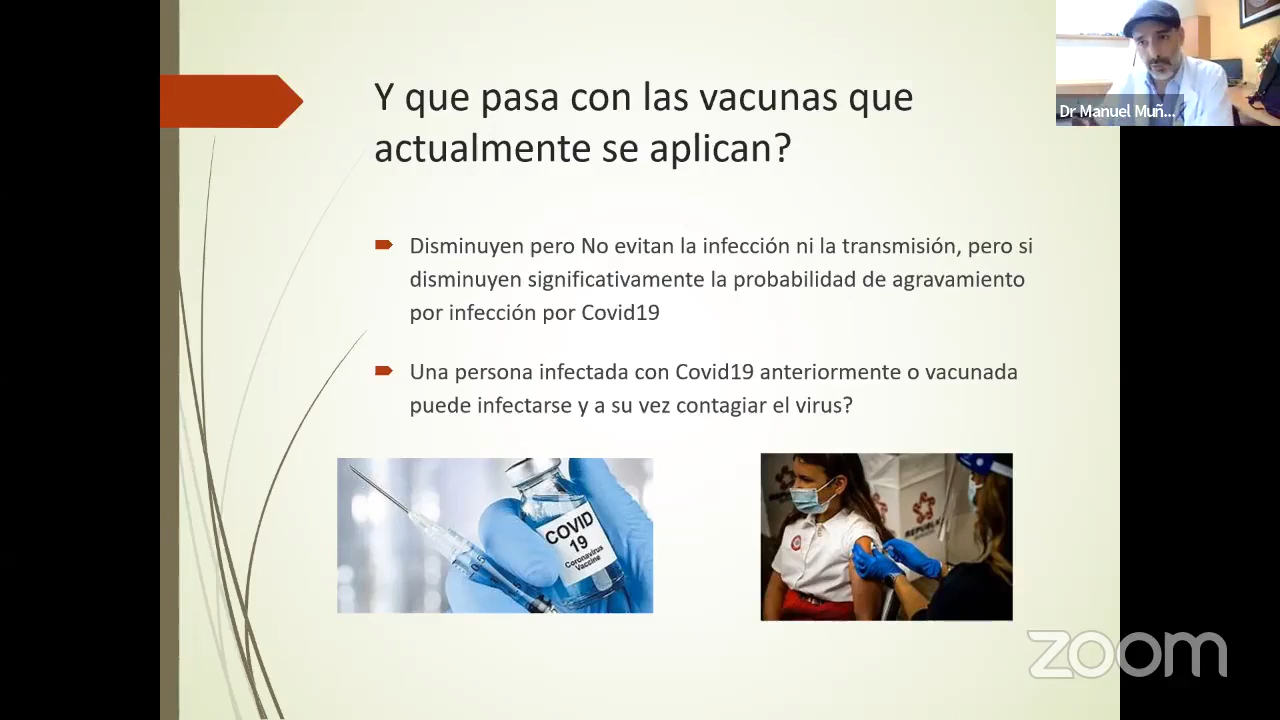 Y que pasa con las vacunas que
actualmente se aplican?
Dr Manuel Muñ...
Disminuyen pero No evitan la infección ni la transmisión, pero si
disminuyen significativamente la probabilidad de agravamiento
por infección por Covid19
Una persona infectada con Covid19 anteriormente o vacunada
puede infectarse y a su vez contagiar el virus?
COVID
19
Coronavirus
Vaccine
zoom